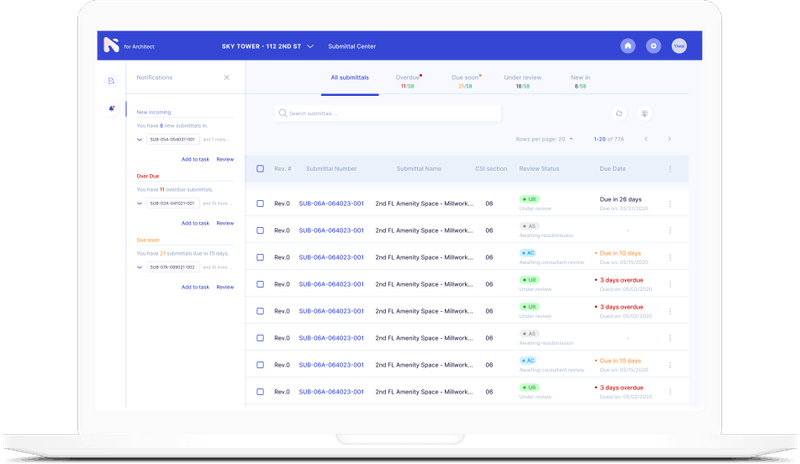 for Architect
SKY TOWER - 112 2ND ST
Submittal Center
Notifications
New incoming
You have 8 new submittals in.
SUB-05A-054031-001
Add to task Review
Over Due
You have 11 overdue submittals.
SUB-03A-041021-001
and 10 more ...
Add to task Review
Due soon
You have 21 submittals due in 15 days.
SUB-07A-089021-002
Add to task Review
All submittals
Overdue
11/58
Due soon
21/58
Under review
18/58
New in
8/58
Search submittals ...
Rows per page: 20
1-20 of 778
Rev. # Submittal Number Submittal Name CSI section Review Status Due Date
Rev.0 SUB-06A-064023-001 2nd FL Amenity Space - Millwork... 06 UR Due in 26 days
Under review Due on: 05/31/2020
Rev.0 SUB-06A-064023-001 2nd FL Amenity Space - Millwork... 06 AS -
Awaiting resubmission
Rev.0 SUB-06A-064023-001 2nd FL Amenity Space - Millwork... 06 AC Due in 10 days
Awaiting consultant review Due on: 05/15/2020
Rev.0 SUB-06A-064023-001 2nd FL Amenity Space - Millwork... 06 UR 3 days overdue
Under review Dued on: 05/02/2020
Rev.0 SUB-06A-064023-001 2nd FL Amenity Space - Millwork... 06 UR 3 days overdue
Under review Dued on: 05/02/2020
Rev.0 SUB-06A-064023-001 2nd FL Amenity Space - Millwork... 06 AS -
Awaiting resubmission
Rev.0 SUB-06A-064023-001 2nd FL Amenity Space - Millwork... 06 AC Due in 10 days
Awaiting consultant review Due on: 05/15/2020
Rev.0 SUB-06A-064023-001 2nd FL Amenity Space - Millwork... 06 UR 3 days overdue
Under review Dued on: 05/02/2020